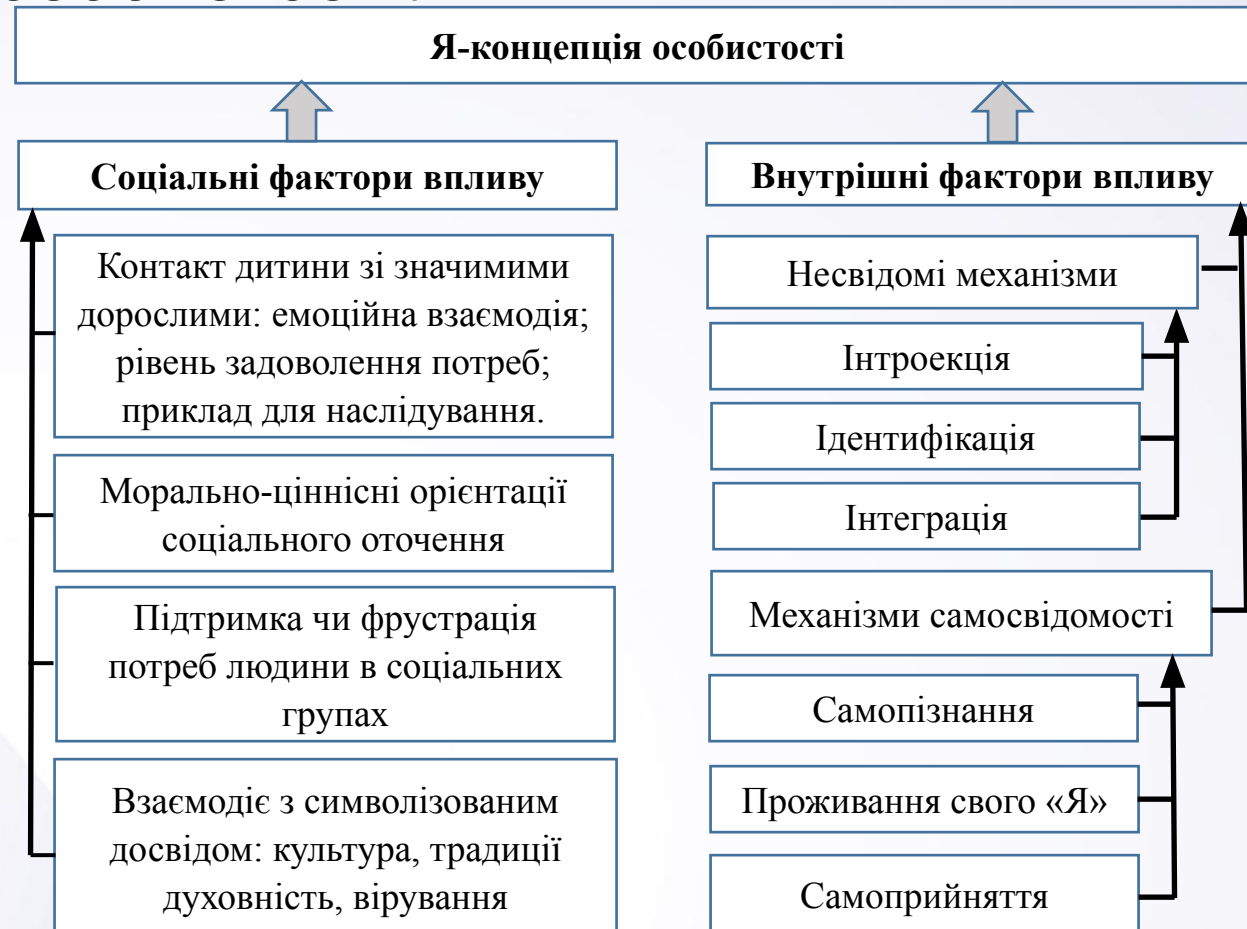 Я-концепція особистості
Соціальні фактори впливу
Контакт дитини зі значимими
дорослими: емоційна взаємодія;
рівень задоволення потреб;
приклад для наслідування.
Морально-ціннісні орієнтації
соціального оточення
Підтримка чи фрустрація
потреб людини в соціальних
групах
Взаємодіє з символізованим
досвідом: культура, традиції
духовність, вірування
Внутрішні фактори впливу
Несвідомі механізми
Інтроекція
Ідентифікація
Інтеграція
Механізми самосвідомості
Самопізнання
Проживання свого «Я»
Самоприйняття